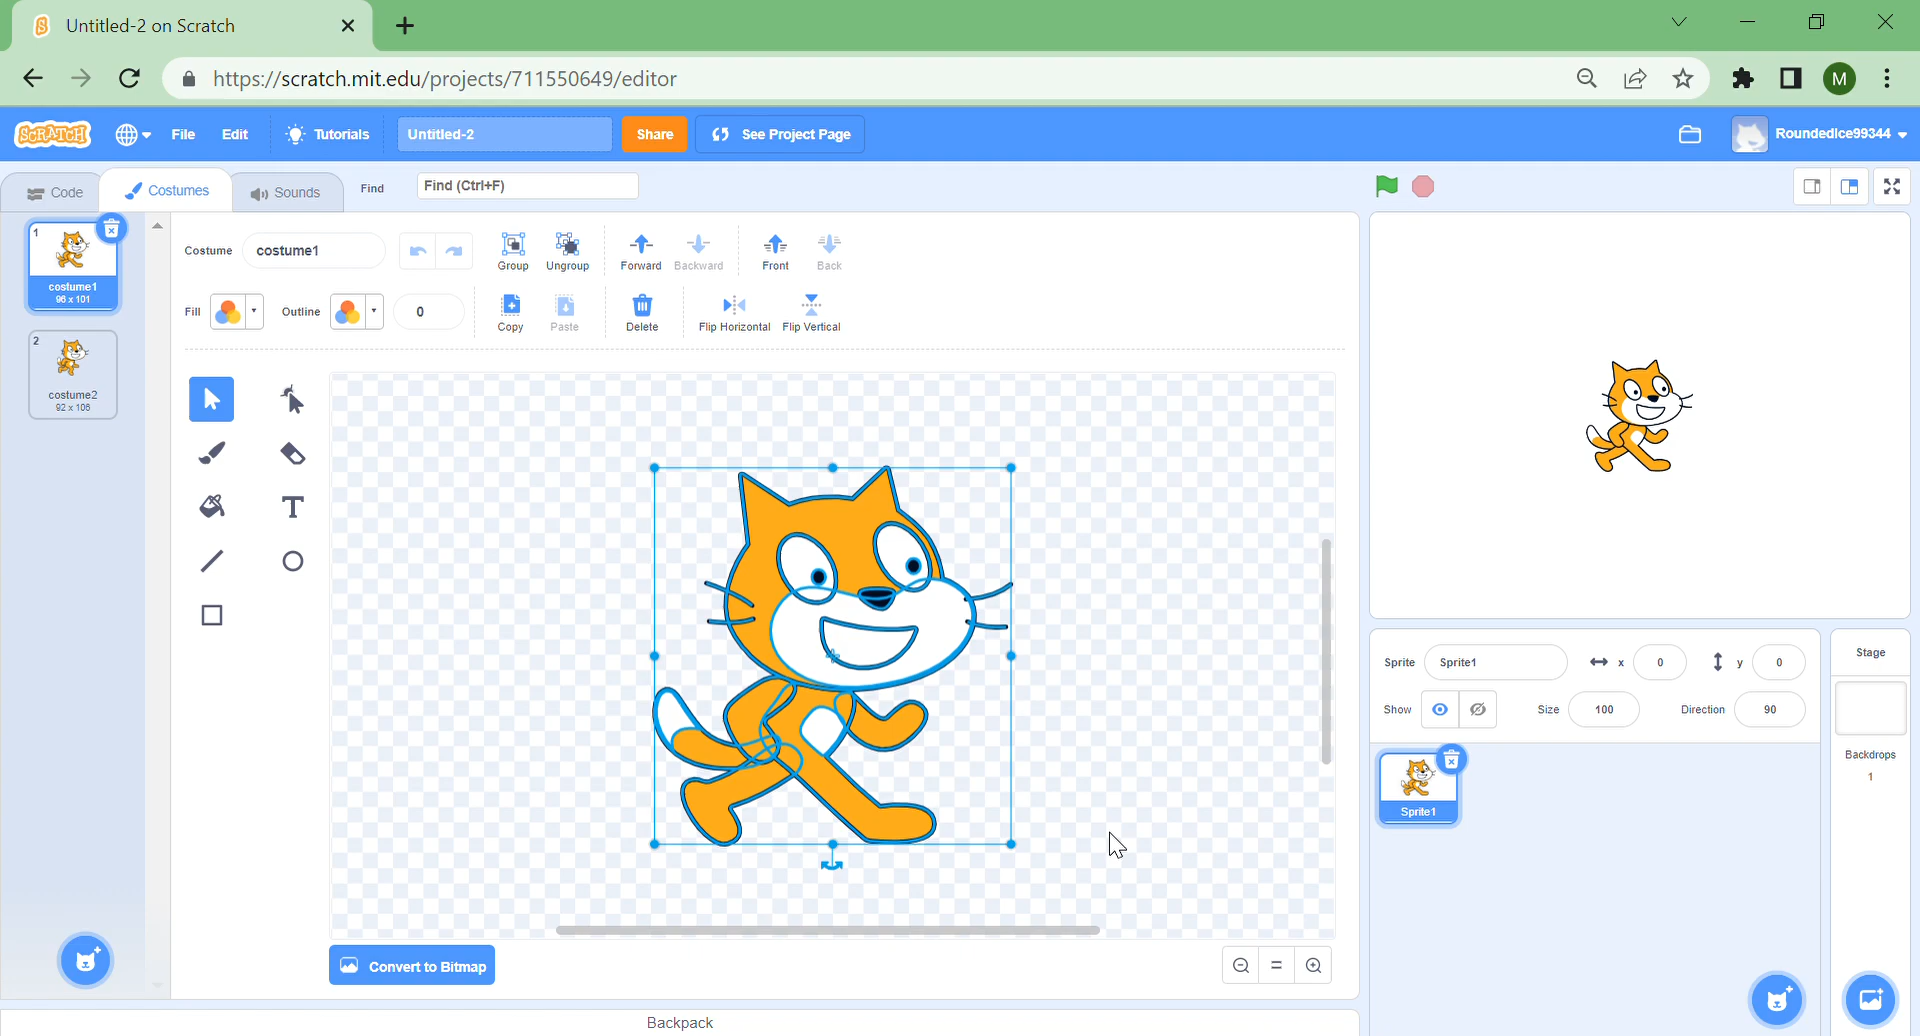 Untitled-2 on Scratch
https://scratch.mit.edu/projects/711550649/editor
M
SCRATCH File Edit Tutorials Untitled-2 Share See Project Page RoundedIce99344
Code Costumes Sounds Find Find (Ctrl+F)
1
costume1
96 x 101
2
costume2
92 x 106
Costume costume1 Group Ungroup Forward Backward Front Back
Fill Outline 0 Copy Paste Delete Flip Horizontal Flip Vertical
T
Convert to Bitmap
Backpack
Sprite Sprite1 x 0 y 0
Show Size 100 Direction 90
Sprite1
Stage
Backdrops
1